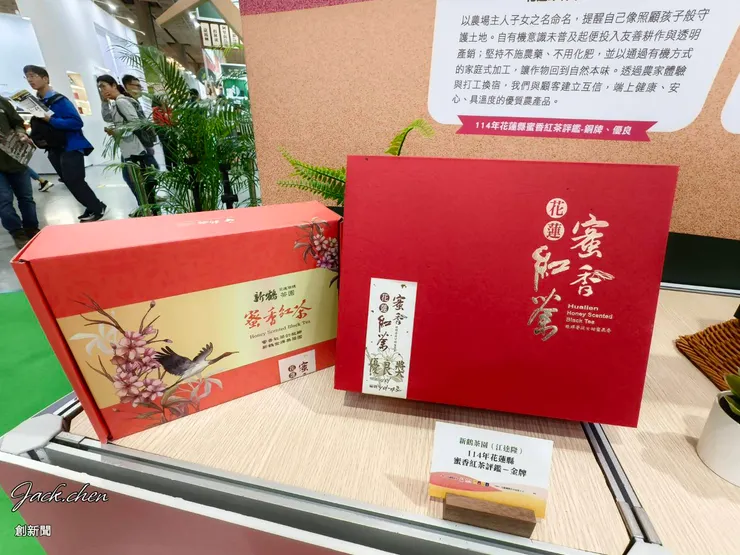 以農場主人子女之名命名，提醒自己像照顧孩子般守
護土地。自有機意識未普及起便投入友善耕作與透明
產銷；堅持不施農藥、不用化肥，並以通過有機方式
的家庭式加工，讓作物回到自然本味。透過農家體驗
與打工換宿，我們與顧客建立互信，端上健康、安
心、具溫度的優質農產品。
114年花蓮縣蜜香紅茶評鑑-銅牌、優良
花蓮
蜜香
紅茶
Hualien
Honey Scented
Black Tea
新鶴
茶園
蜜香紅茶
Honey Scented Black Tea
花蓮
蜜香
紅茶
優良獎
新鶴茶園（江廷隆）
114年花蓮縣
蜜香紅茶評鑑－金牌
Jack.chen
創新聞